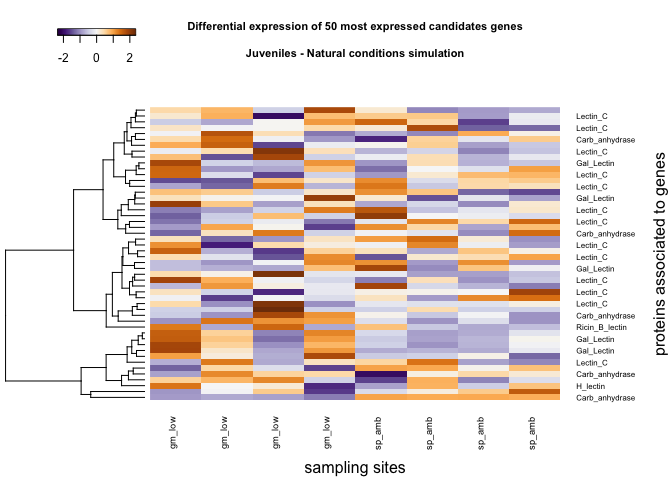 Differential expression of 50 most expressed candidates genes
Juveniles - Natural conditions simulation
-2 0 1 2
Lectin_C
Lectin_C
Carb_anhydrase
Lectin_C
Gal_Lectin
Lectin_C
Lectin_C
Gal_Lectin
Lectin_C
Lectin_C
Carb_anhydrase
Lectin_C
Lectin_C
Gal_Lectin
Lectin_C
Lectin_C
Carb_anhydrase
Ricin_B_lectin
Gal_Lectin
Gal_Lectin
Lectin_C
Carb_anhydrase
H_lectin
Carb_anhydrase
proteins associated to genes
gm_low
gm_low
gm_low
gm_low
sp_amb
sp_amb
sp_amb
sp_amb
sampling sites